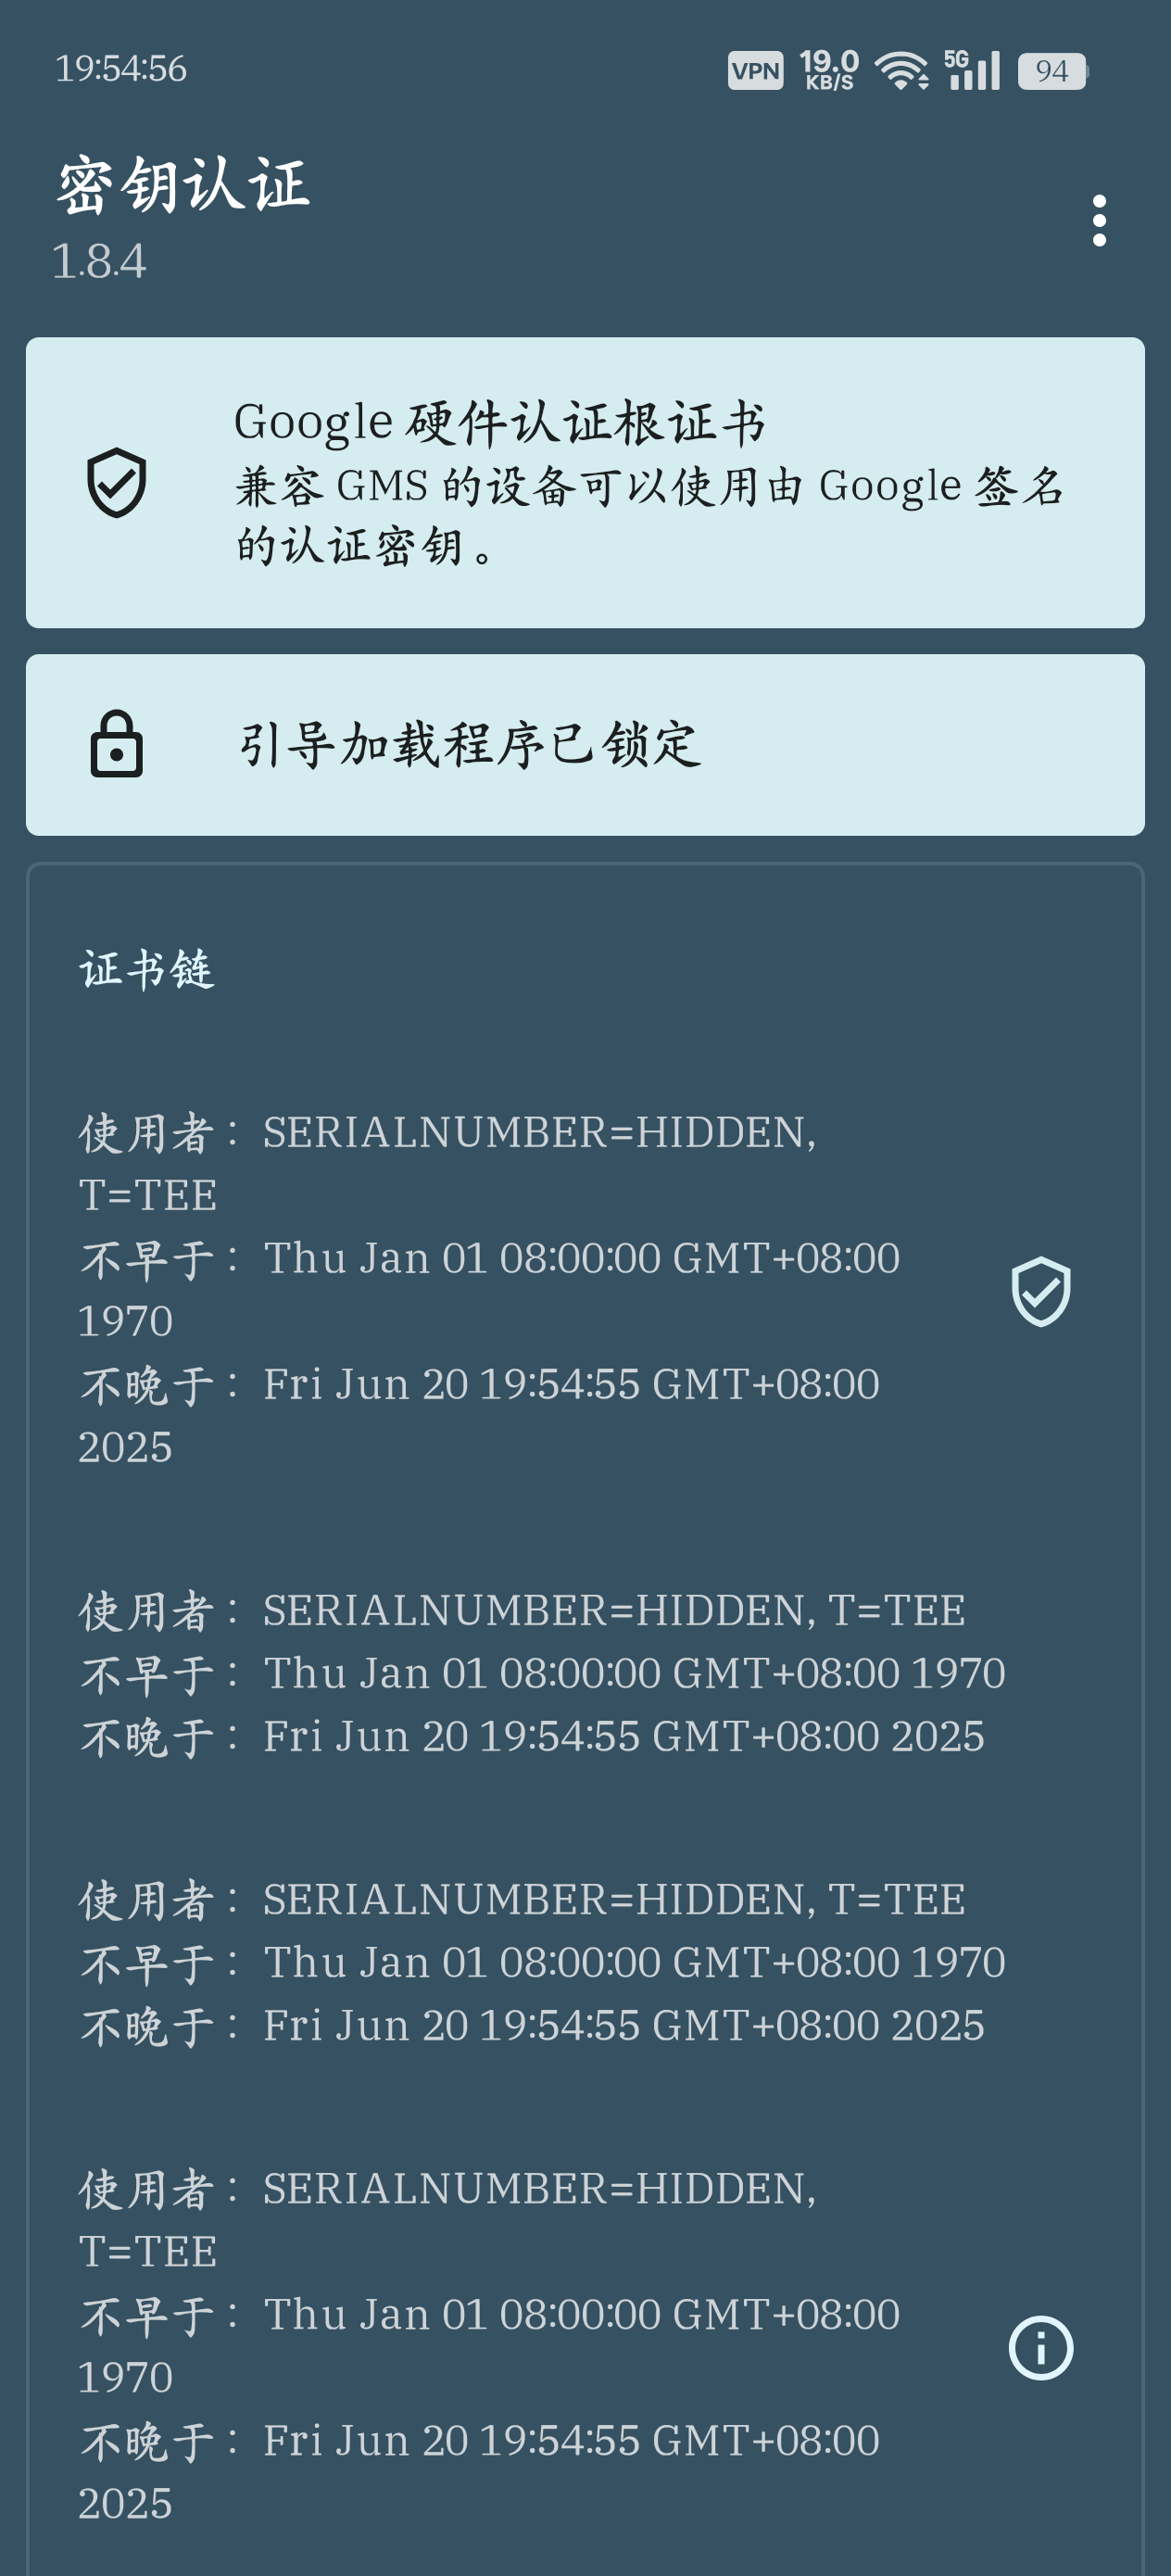 19:54:56 VPN 19.0 KB/S 5G 94
密钥认证
1.8.4
Google 硬件认证根证书
兼容 GMS 的设备可以使用由 Google 签名
的认证密钥。
引导加载程序已锁定
证书链
使用者：SERIALNUMBER=HIDDEN,
T=TEE
不早于：Thu Jan 01 08:00:00 GMT+08:00
1970
不晚于：Fri Jun 20 19:54:55 GMT+08:00
2025
使用者：SERIALNUMBER=HIDDEN, T=TEE
不早于：Thu Jan 01 08:00:00 GMT+08:00 1970
不晚于：Fri Jun 20 19:54:55 GMT+08:00 2025
使用者：SERIALNUMBER=HIDDEN, T=TEE
不早于：Thu Jan 01 08:00:00 GMT+08:00 1970
不晚于：Fri Jun 20 19:54:55 GMT+08:00 2025
使用者：SERIALNUMBER=HIDDEN,
T=TEE
不早于：Thu Jan 01 08:00:00 GMT+08:00
1970
不晚于：Fri Jun 20 19:54:55 GMT+08:00
2025